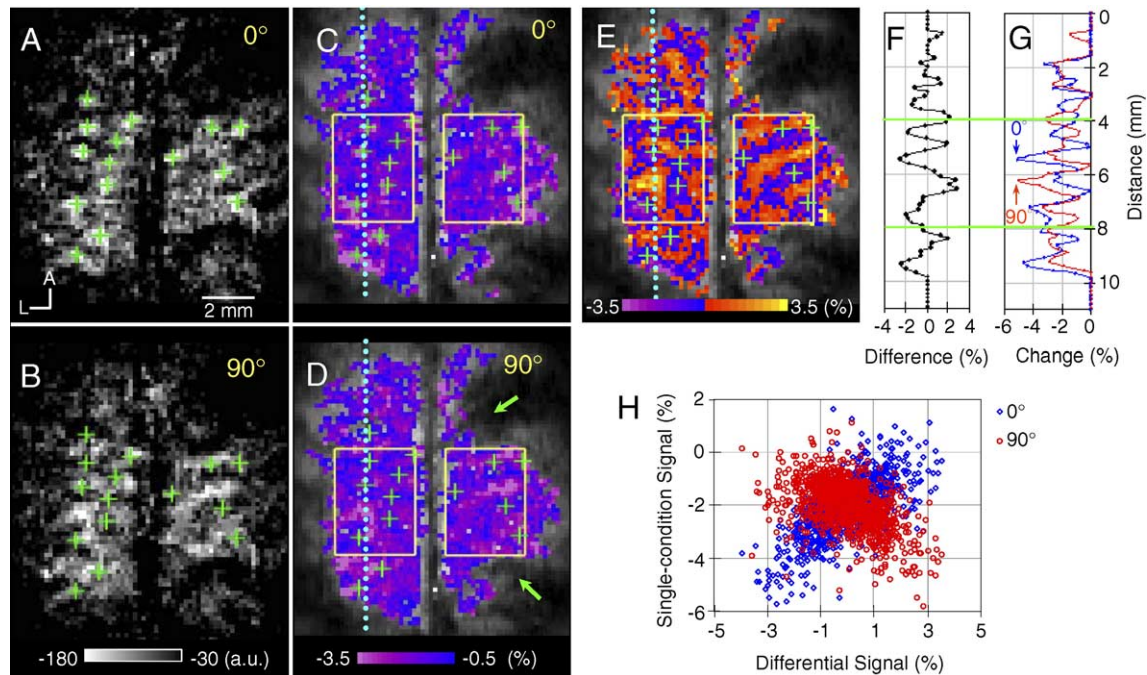 A
0°
L
A
2 mm
B
90°
-180
-30 (a.u.)
C
0°
D
90°
-3.5
-0.5 (%)
E
-3.5
3.5 (%)
F
-4 -2 0 2 4
Difference (%)
G
0°
90
0
2
4
6
8
10
Distance (mm)
-6 -4 -2 0
Change (%)
H
2
0
-2
-4
-6
Single-condition Signal (%)
-5 -3 -1 1 3 5
Differential Signal (%)
0°
90°